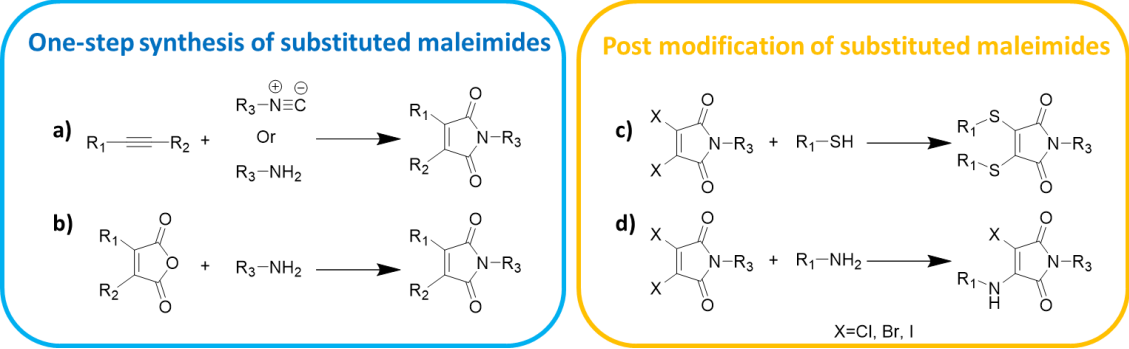 One-step synthesis of substituted maleimides
a)
R1
R2
+
R3-N≡C
⊕ ⊖
Or
R3-NH2
R1
R2
O
O
N-R3
b)
R1
R2
O
O
O
+
R3-NH2
R1
R2
O
O
N-R3
Post modification of substituted maleimides
c)
X
X
O
O
N-R3
+
R1-SH
R1
S
R1
S
O
O
N-R3
d)
X
X
O
O
N-R3
+
R1-NH2
X
R1
N
H
O
O
N-R3
X=Cl, Br, I